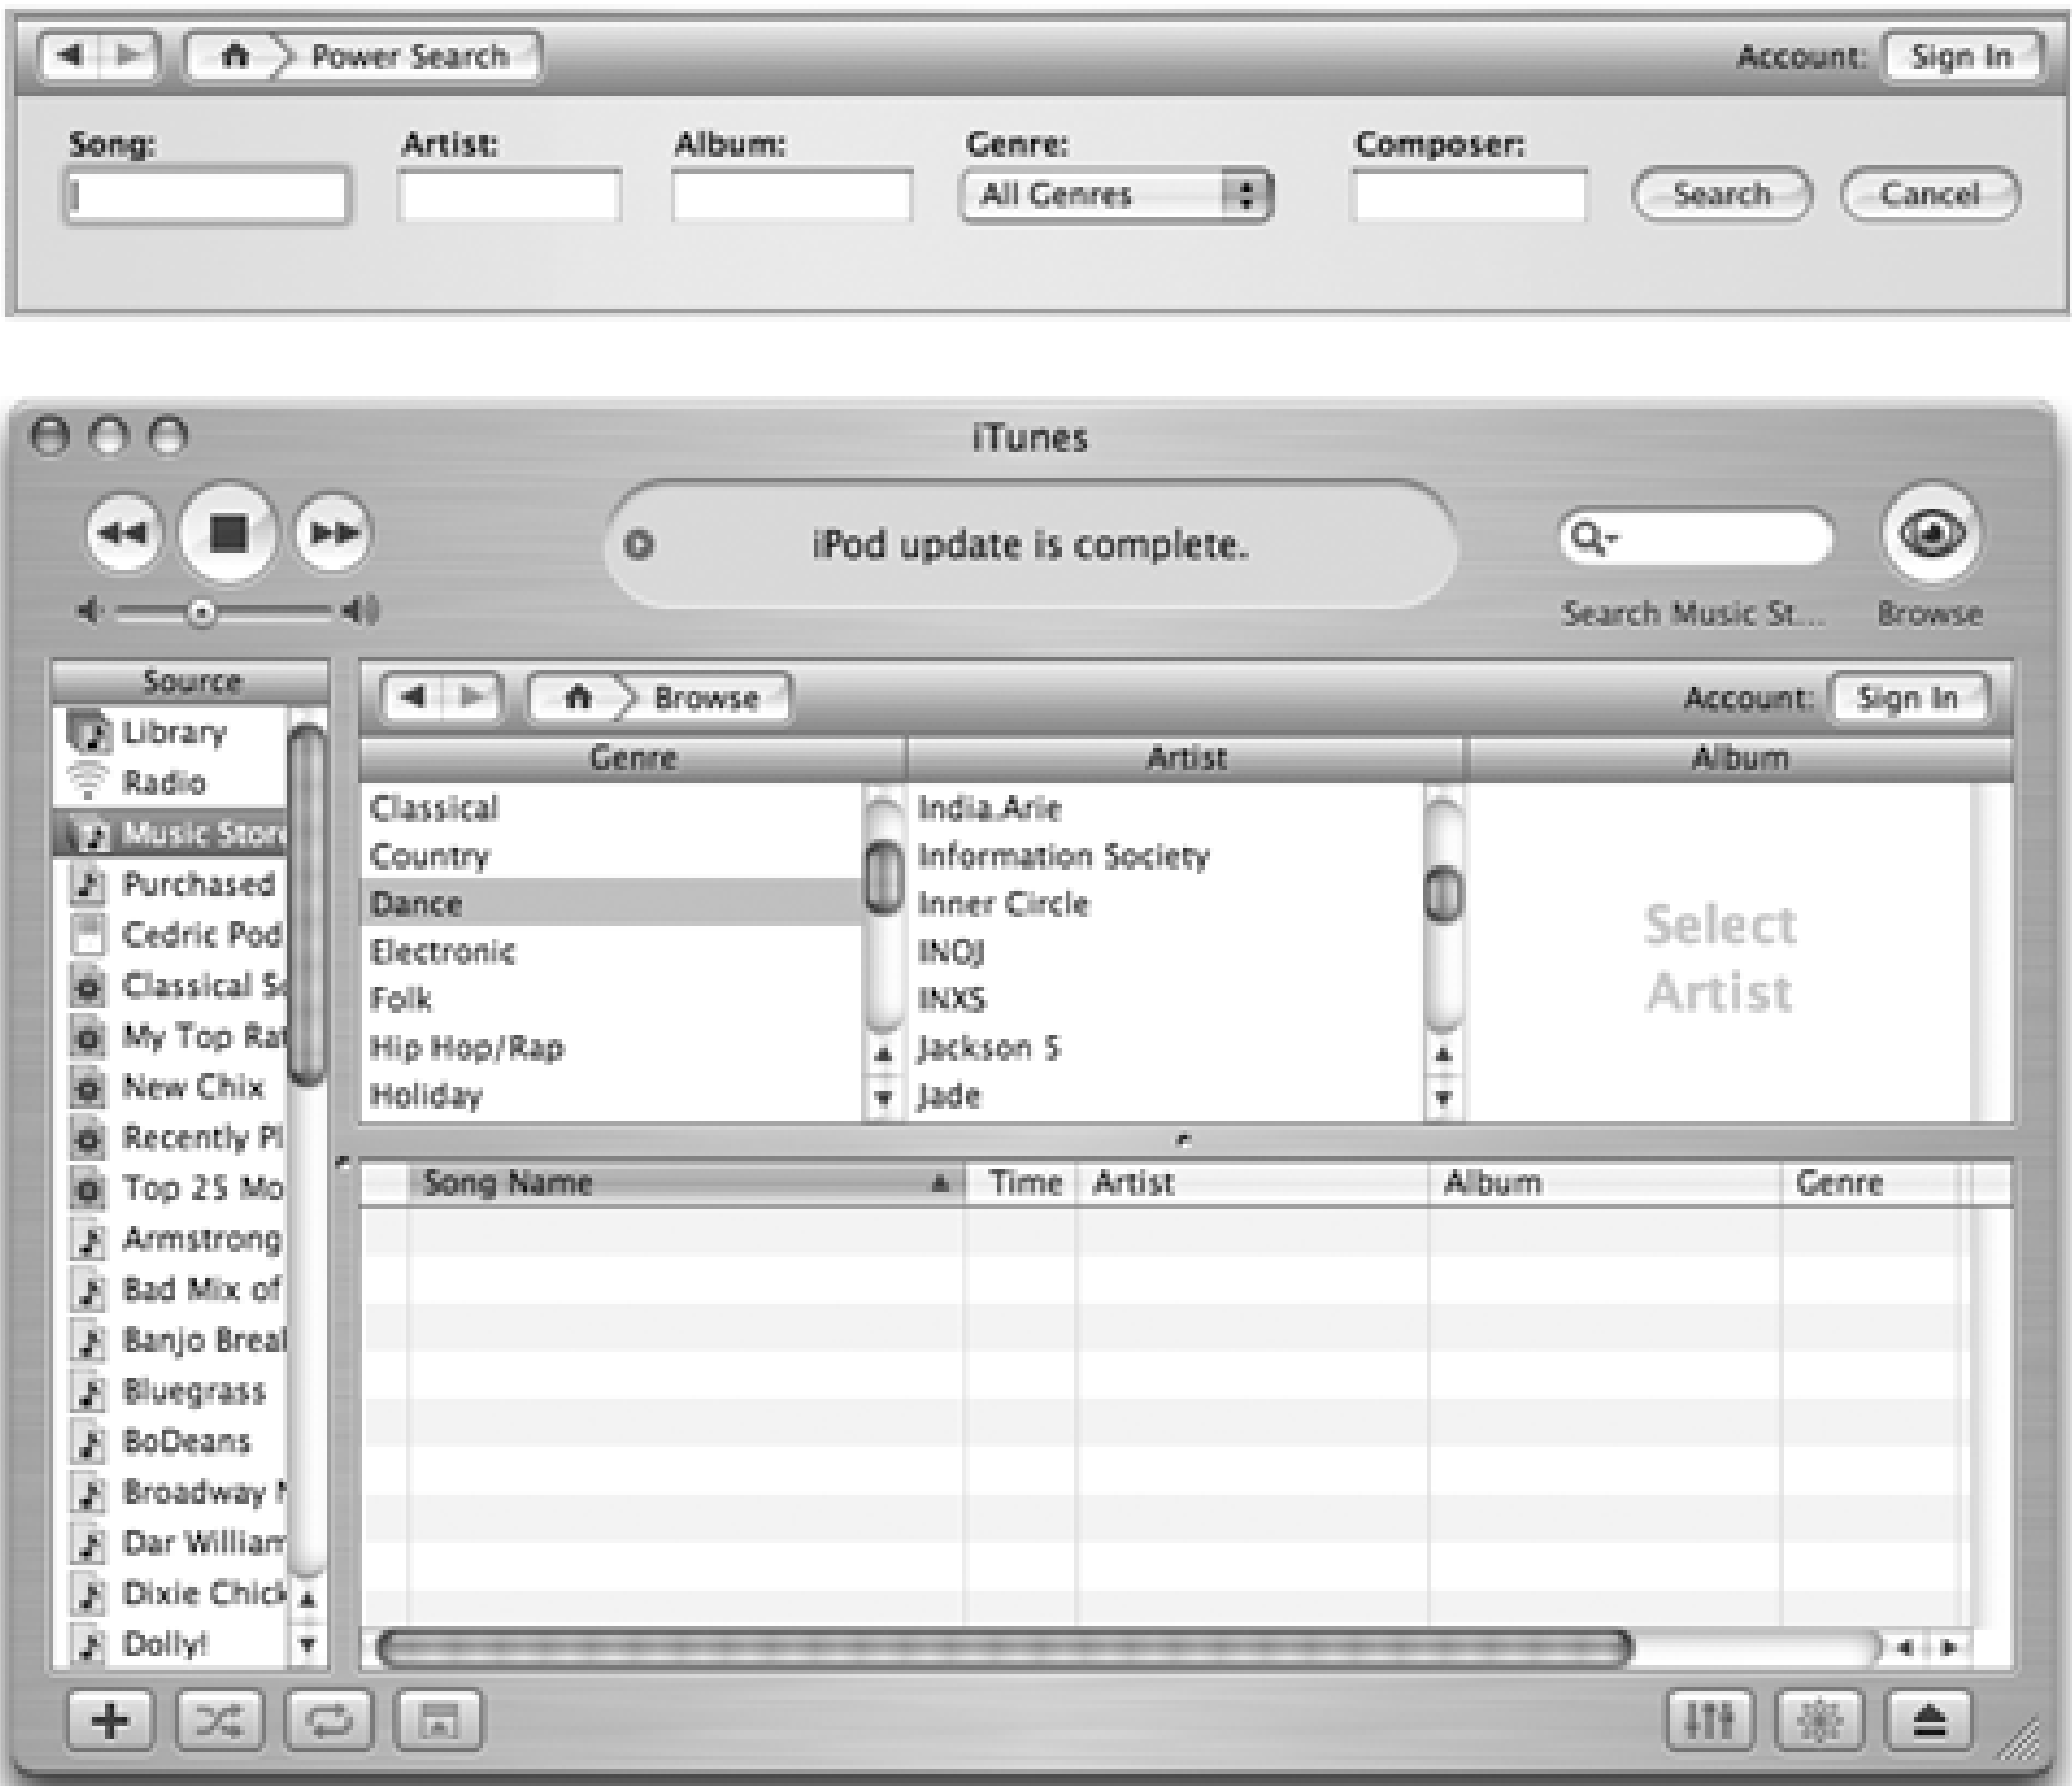 Power Search
Account: Sign In
Song: Artist: Album: Genre: Composer:
All Genres Search Cancel
iTunes
iPod update is complete.
Search Music St... Browse
Source
Library
Radio
Music Store
Purchased
Cedric Pod
Classical So
My Top Rat
New Chix
Recently Pl
Top 25 Mo
Armstrong
Bad Mix of
Banjo Break
Bluegrass
BoDeans
Broadway
Dar William
Dixie Chick
Dolly!
Browse
Account: Sign In
Genre Artist Album
Classical
Country
Dance
Electronic
Folk
Hip Hop/Rap
Holiday
India.Arie
Information Society
Inner Circle
INOJ
INXS
Jackson 5
Jade
Select
Artist
Song Name Time Artist Album Genre